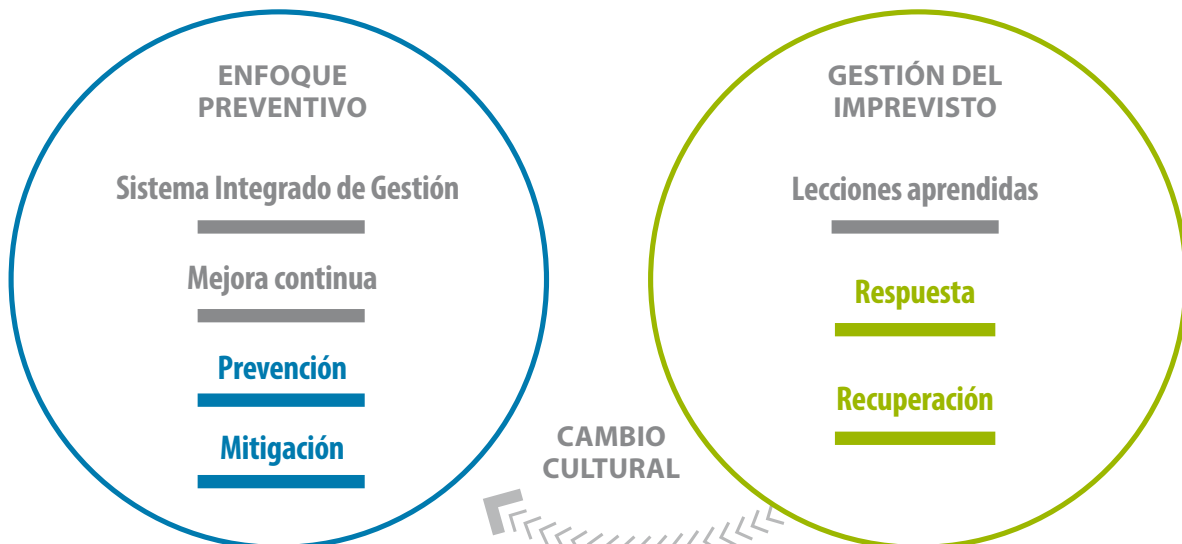 ENFOQUE
PREVENTIVO
Sistema Integrado de Gestión
Mejora continua
Prevención
Mitigación
CAMBIO
CULTURAL
GESTIÓN DEL
IMPREVISTO
Lecciones aprendidas
Respuesta
Recuperación